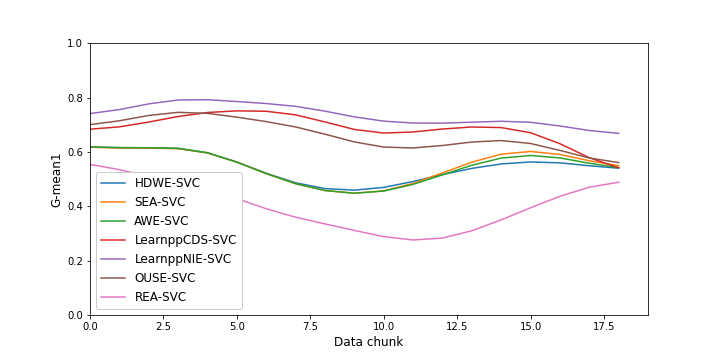 1.0
0.8
0.6
0.4
0.2
0.0
G-mean1
HDWE-SVC
SEA-SVC
AWE-SVC
LearnppCDS-SVC
LearnppNIE-SVC
OUSE-SVC
REA-SVC
0.0 2.5 5.0 7.5 10.0 12.5 15.0 17.5
Data chunk